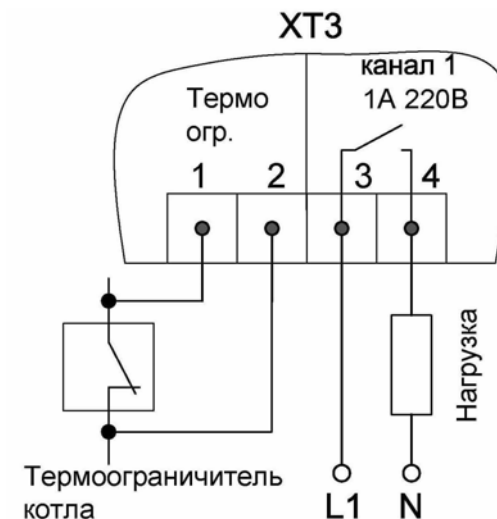 XT3
канал 1
1А 220В
Термо
огр.
1 2 3 4
Нагрузка
Термоограничитель
котла
L1 N